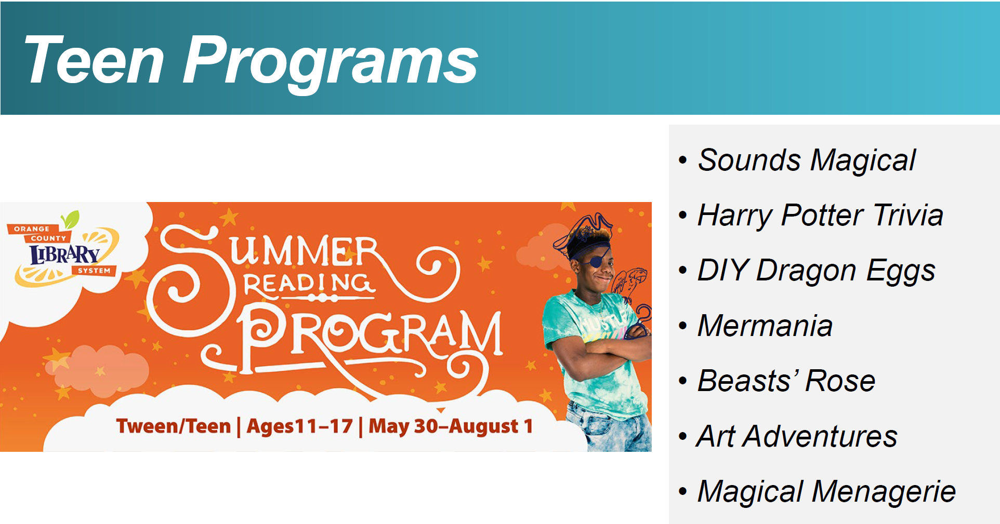 Teen Programs
ORANGE
COUNTY
LIBRARY
SYSTEM
SUMMER
READING
PROGRAM
HUSTLE
Tween/Teen | Ages11–17 | May 30–August 1
• Sounds Magical
• Harry Potter Trivia
• DIY Dragon Eggs
• Mermania
• Beasts’ Rose
• Art Adventures
• Magical Menagerie